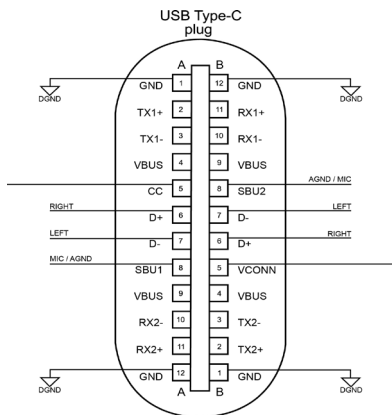 USB Type-C
plug
A B
GND 1 12 GND
DGND DGND
TX1+ 2 11 RX1+
TX1- 3 10 RX1-
VBUS 4 9 VBUS
CC 5 8 SBU2 AGND / MIC
RIGHT D+ 6 7 D- LEFT
LEFT D- 7 6 D+ RIGHT
MIC / AGND SBU1 8 5 VCONN
VBUS 9 4 VBUS
RX2- 10 3 TX2-
RX2+ 11 2 TX2+
GND 12 1 GND
DGND A B DGND